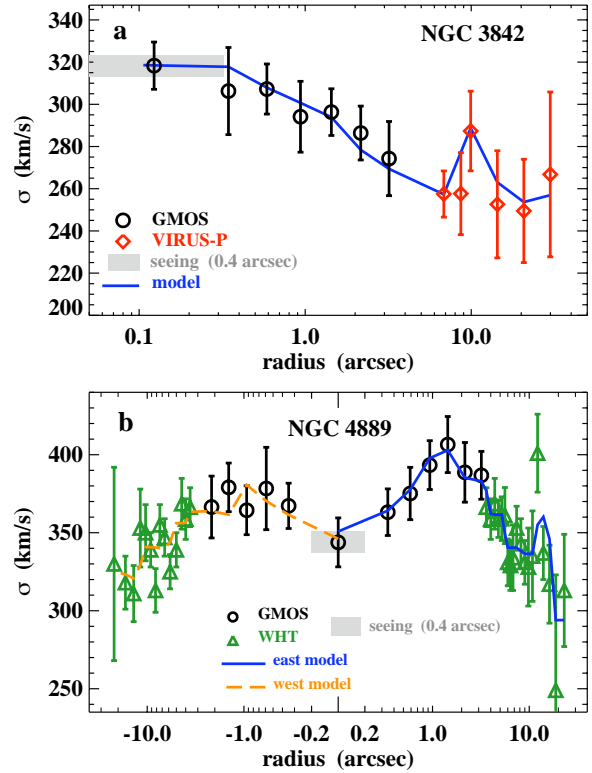 a
NGC 3842
340
320
300
280
260
240
220
200
σ (km/s)
GMOS
VIRUS-P
seeing (0.4 arcsec)
model
0.1
1.0
10.0
radius (arcsec)
b
NGC 4889
400
350
300
250
σ (km/s)
GMOS
WHT
seeing (0.4 arcsec)
east model
west model
-10.0
-1.0
-0.2
0.2
1.0
10.0
radius (arcsec)